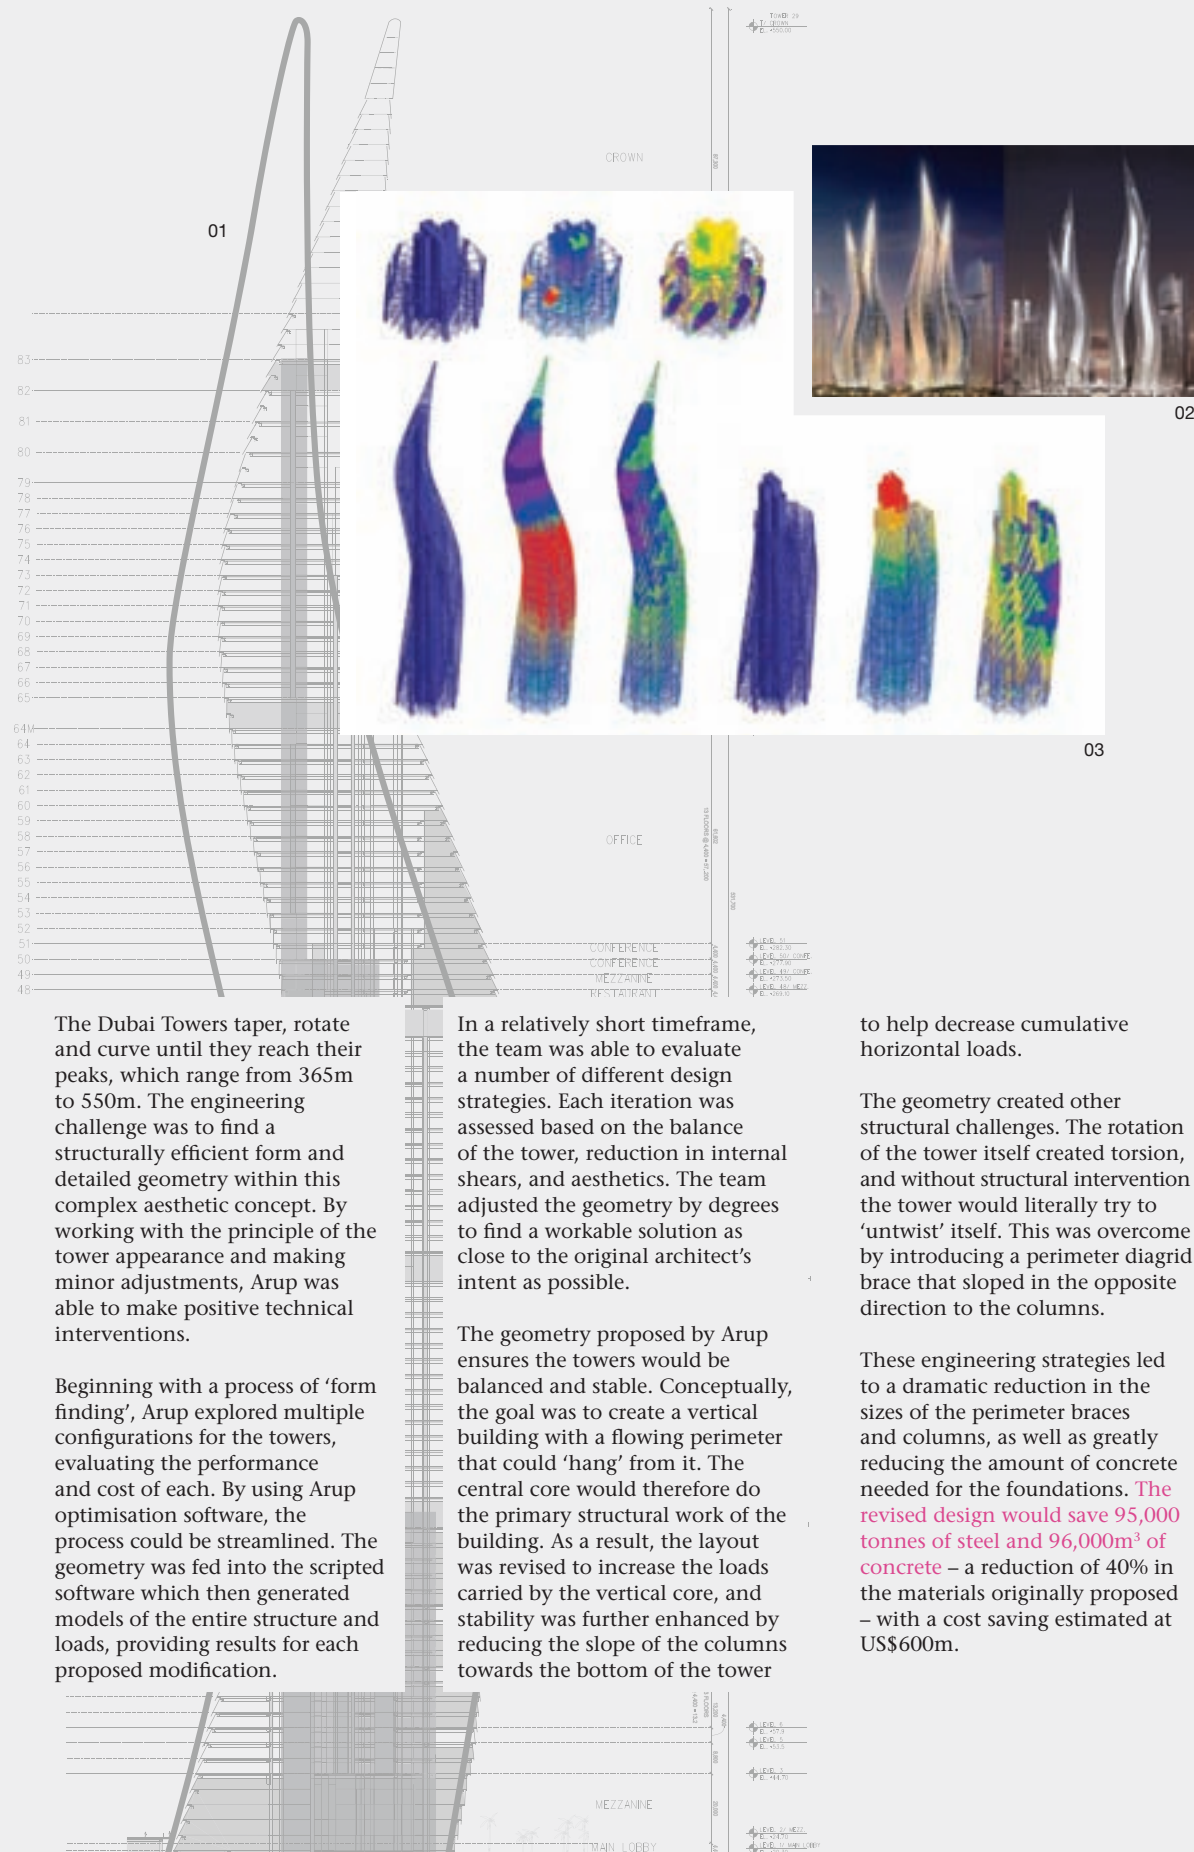 TOWER 29
T/ CROWN
EL. +550.00
CROWN
01
02
03
83
82
81
80
79
78
77
76
75
74
73
72
71
70
69
68
67
66
65
64M
64
63
62
61
60
59
58
57
56
55
54
53
52
51
50
49
48
OFFICE
CONFERENCE
CONFERENCE
MEZZANINE
RESTAURANT
LEVEL 51
The Dubai Towers taper, rotate
and curve until they reach their
peaks, which range from 365m
to 550m. The engineering
challenge was to find a
structurally efficient form and
detailed geometry within this
complex aesthetic concept. By
working with the principle of the
tower appearance and making
minor adjustments, Arup was
able to make positive technical
interventions.
Beginning with a process of ‘form
finding’, Arup explored multiple
configurations for the towers,
evaluating the performance
and cost of each. By using Arup
optimisation software, the
process could be streamlined. The
geometry was fed into the scripted
software which then generated
models of the entire structure and
loads, providing results for each
proposed modification.
In a relatively short timeframe,
the team was able to evaluate
a number of different design
strategies. Each iteration was
assessed based on the balance
of the tower, reduction in internal
shears, and aesthetics. The team
adjusted the geometry by degrees
to find a workable solution as
close to the original architect’s
intent as possible.
The geometry proposed by Arup
ensures the towers would be
balanced and stable. Conceptually,
the goal was to create a vertical
building with a flowing perimeter
that could ‘hang’ from it. The
central core would therefore do
the primary structural work of the
building. As a result, the layout
was revised to increase the loads
carried by the vertical core, and
stability was further enhanced by
reducing the slope of the columns
towards the bottom of the tower
to help decrease cumulative
horizontal loads.
The geometry created other
structural challenges. The rotation
of the tower itself created torsion,
and without structural intervention
the tower would literally try to
‘untwist’ itself. This was overcome
by introducing a perimeter diagrid
brace that sloped in the opposite
direction to the columns.
These engineering strategies led
to a dramatic reduction in the
sizes of the perimeter braces
and columns, as well as greatly
reducing the amount of concrete
needed for the foundations. The
revised design would save 95,000
tonnes of steel and 96,000m³ of
concrete – a reduction of 40% in
the materials originally proposed
– with a cost saving estimated at
US$600m.
MEZZANINE
MAIN LOBBY